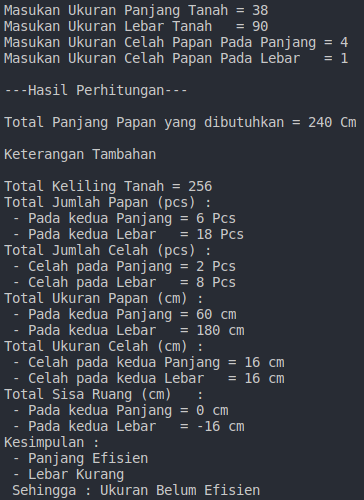 Masukan Ukuran Panjang Tanah = 38
Masukan Ukuran Lebar Tanah   = 90
Masukan Ukuran Celah Papan Pada Panjang = 4
Masukan Ukuran Celah Papan Pada Lebar   = 1

---Hasil Perhitungan---

Total Panjang Papan yang dibutuhkan = 240 Cm

Keterangan Tambahan

Total Keliling Tanah = 256
Total Jumlah Papan (pcs) :
 - Pada kedua Panjang = 6 Pcs
 - Pada kedua Lebar   = 18 Pcs
Total Jumlah Celah (pcs) :
 - Celah pada Panjang = 2 Pcs
 - Celah pada Lebar   = 8 Pcs
Total Ukuran Papan (cm) :
 - Pada kedua Panjang = 60 cm
 - Pada kedua Lebar   = 180 cm
Total Ukuran Celah (cm) :
 - Celah pada kedua Panjang = 16 cm
 - Celah pada kedua Lebar   = 16 cm
Total Sisa Ruang (cm)   :
 - Pada kedua Panjang = 0 cm
 - Pada kedua Lebar   = -16 cm
Kesimpulan :
 - Panjang Efisien
 - Lebar Kurang
 Sehingga : Ukuran Belum Efisien